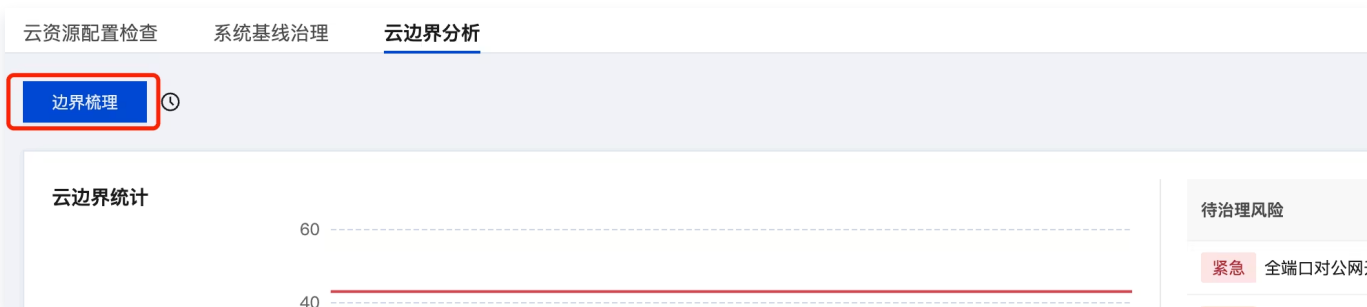 云资源配置检查 系统基线治理 云边界分析
边界梳理
云边界统计
60
40
待治理风险
紧急 全端口对公网